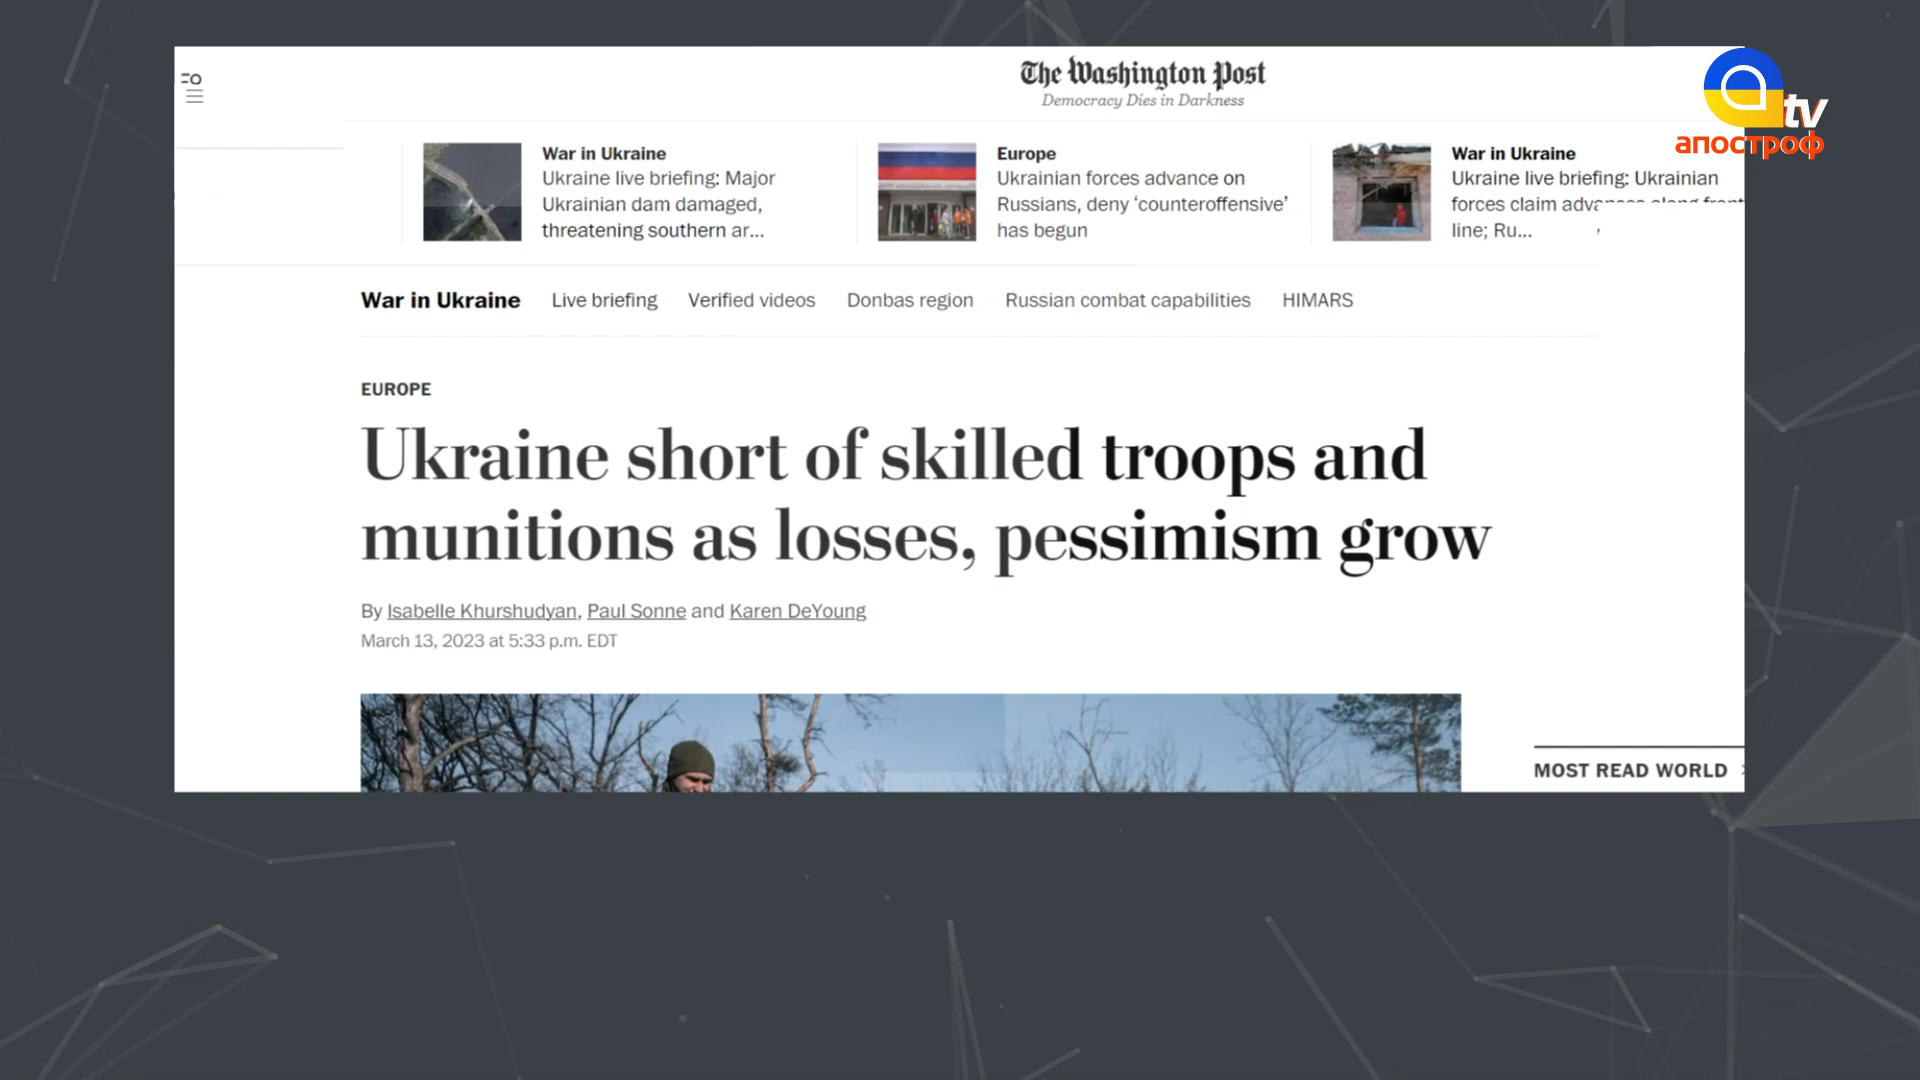 The Washington Post
Democracy Dies in Darkness
tv
апостроф
War in Ukraine
Ukraine live briefing: Major
Ukrainian dam damaged,
threatening southern ar...
Europe
Ukrainian forces advance on
Russians, deny ‘counteroffensive’
has begun
War in Ukraine
Ukraine live briefing: Ukrainian
forces claim advances along front
line; Ru...
War in Ukraine Live briefing Verified videos Donbas region Russian combat capabilities HIMARS
EUROPE
Ukraine short of skilled troops and
munitions as losses, pessimism grow
By Isabelle Khurshudyan, Paul Sonne and Karen DeYoung
March 13, 2023 at 5:33 p.m. EDT
MOST READ WORLD